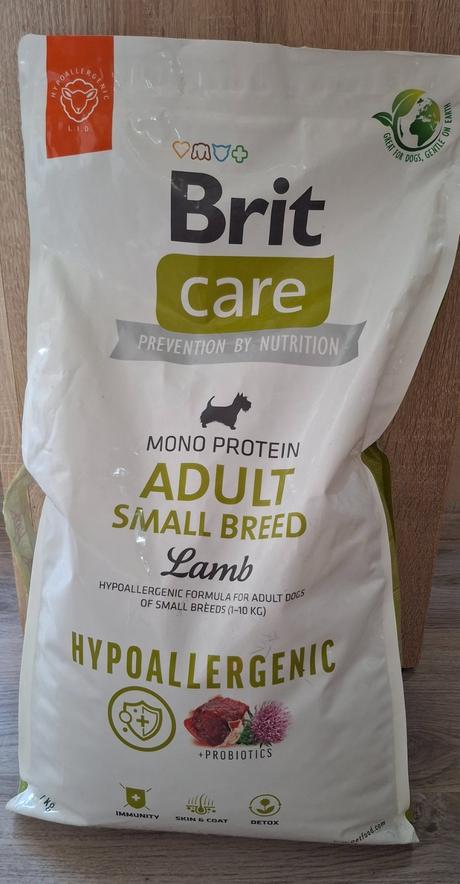 HYPOALLERGENIC
L.I.D
GREAT FOR DOGS, GENTLE ON EARTH
Brit
care
PREVENTION BY NUTRITION
MONO PROTEIN
ADULT
SMALL BREED
Lamb
HYPOALLERGENIC FORMULA FOR ADULT DOGS
OF SMALL BREEDS (1-10 KG)
HYPOALLERGENIC
+PROBIOTICS
IMMUNITY
SKIN & COAT
DETOX
kg